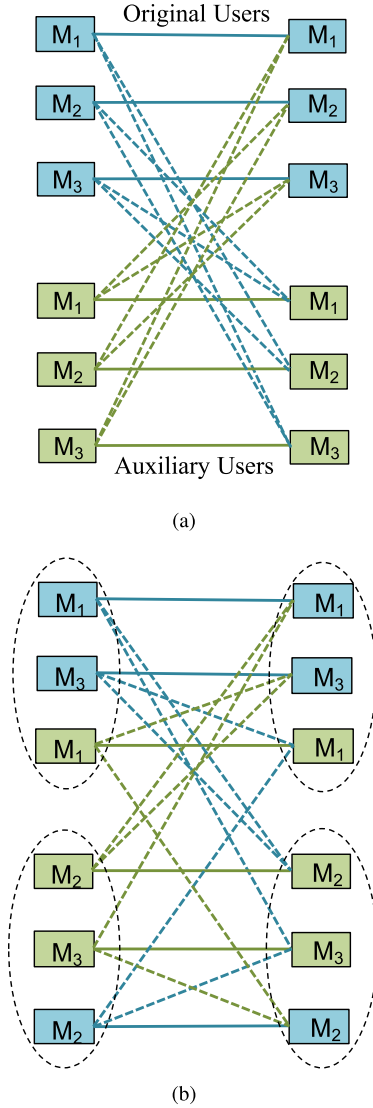 Original Users
M₁ M₁
M₂ M₂
M₃ M₃
M₁ M₁
M₂ M₂
M₃ M₃
Auxiliary Users
(a)
M₁ M₁
M₃ M₃
M₁ M₁
M₂ M₂
M₃ M₃
M₂ M₂
(b)